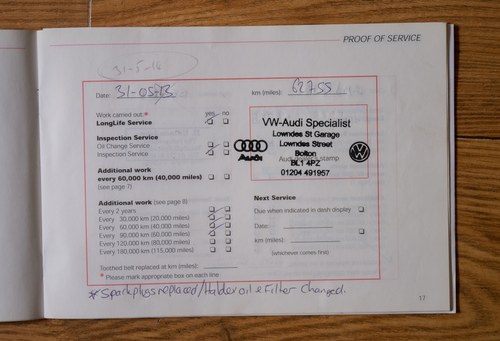 PROOF OF SERVICE
31-5-14
Date: 31-05-13
km (miles): 62755
Work carried out:* yes no
LongLife Service
Inspection Service
Oil Change Service
Inspection Service
Additional work
every 60,000 km (40,000 miles)
(see page 7)
Additional work (see page 8)
Every 2 years
Every 30,000 km (20,000 miles)
Every 60,000 km (40,000 miles)
Every 90,000 km (60,000 miles)
Every 120,000 km (80,000 miles)
Every 180,000 km (115,000 miles)
Toothed belt replaced at km (miles):
* Please mark appropriate box on each line.
VW-Audi Specialist
Lowndes St Garage
Lowndes Street
Bolton
BL1 4PZ
01204 491957
Audi
stamp
Next Service
Due when indicated in dash display
Date:
km (miles):
(whichever comes first)
* Sparkplugs replaced/Haldex oil & Filter Changed.
17